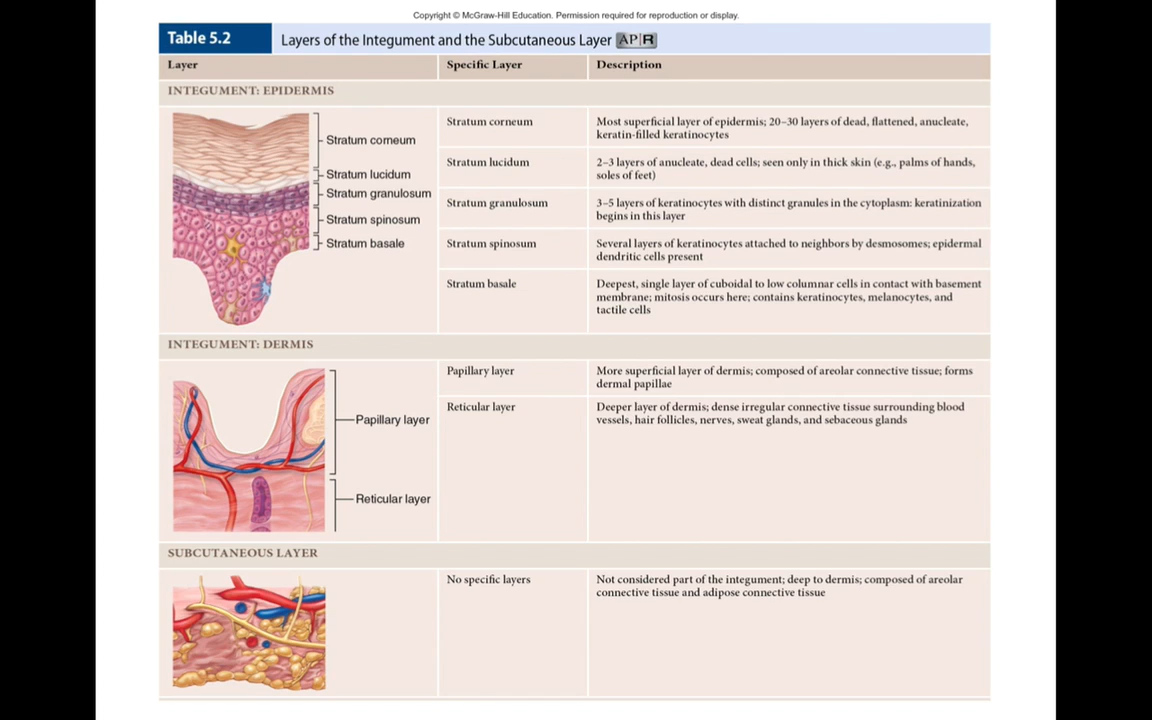 Copyright © McGraw-Hill Education. Permission required for reproduction or display.
Table 5.2
Layers of the Integument and the Subcutaneous Layer AP|R
Layer
Specific Layer
Description
INTEGUMENT: EPIDERMIS
Stratum corneum
Stratum lucidum
Stratum granulosum
Stratum spinosum
Stratum basale
Stratum corneum
Most superficial layer of epidermis; 20–30 layers of dead, flattened, anucleate,
keratin-filled keratinocytes
Stratum lucidum
2–3 layers of anucleate, dead cells; seen only in thick skin (e.g., palms of hands,
soles of feet)
Stratum granulosum
3–5 layers of keratinocytes with distinct granules in the cytoplasm: keratinization
begins in this layer
Stratum spinosum
Several layers of keratinocytes attached to neighbors by desmosomes; epidermal
dendritic cells present
Stratum basale
Deepest, single layer of cuboidal to low columnar cells in contact with basement
membrane; mitosis occurs here; contains keratinocytes, melanocytes, and
tactile cells
INTEGUMENT: DERMIS
Papillary layer
Reticular layer
Papillary layer
More superficial layer of dermis; composed of areolar connective tissue; forms
dermal papillae
Reticular layer
Deeper layer of dermis; dense irregular connective tissue surrounding blood
vessels, hair follicles, nerves, sweat glands, and sebaceous glands
SUBCUTANEOUS LAYER
No specific layers
Not considered part of the integument; deep to dermis; composed of areolar
connective tissue and adipose connective tissue